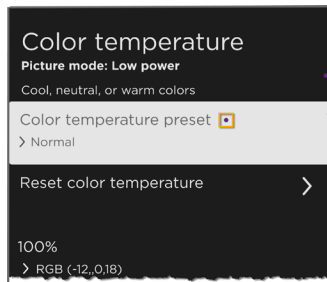 Color temperature
Picture mode: Low power
Cool, neutral, or warm colors
Color temperature preset
Normal
Reset color temperature
100%
RGB (-12,,0,18)